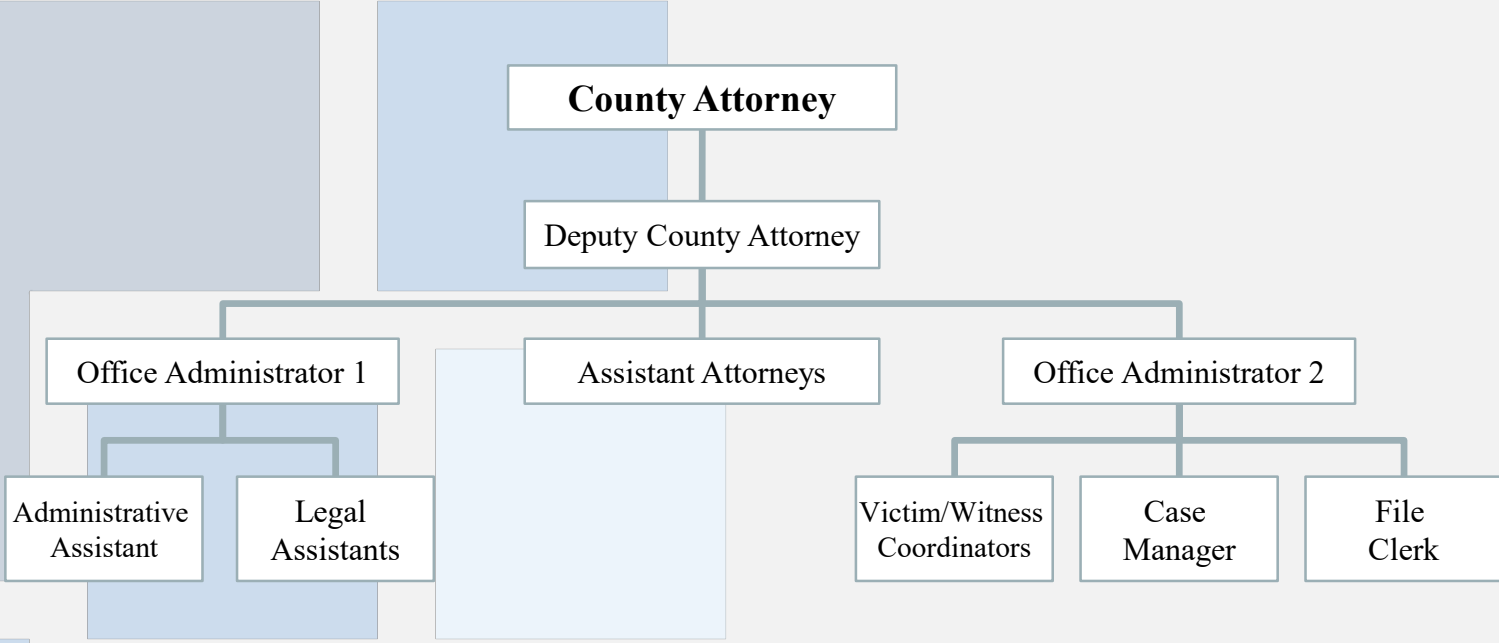 County Attorney
Deputy County Attorney
Office Administrator 1
Assistant Attorneys
Office Administrator 2
Administrative
Assistant
Legal
Assistants
Victim/Witness
Coordinators
Case
Manager
File
Clerk